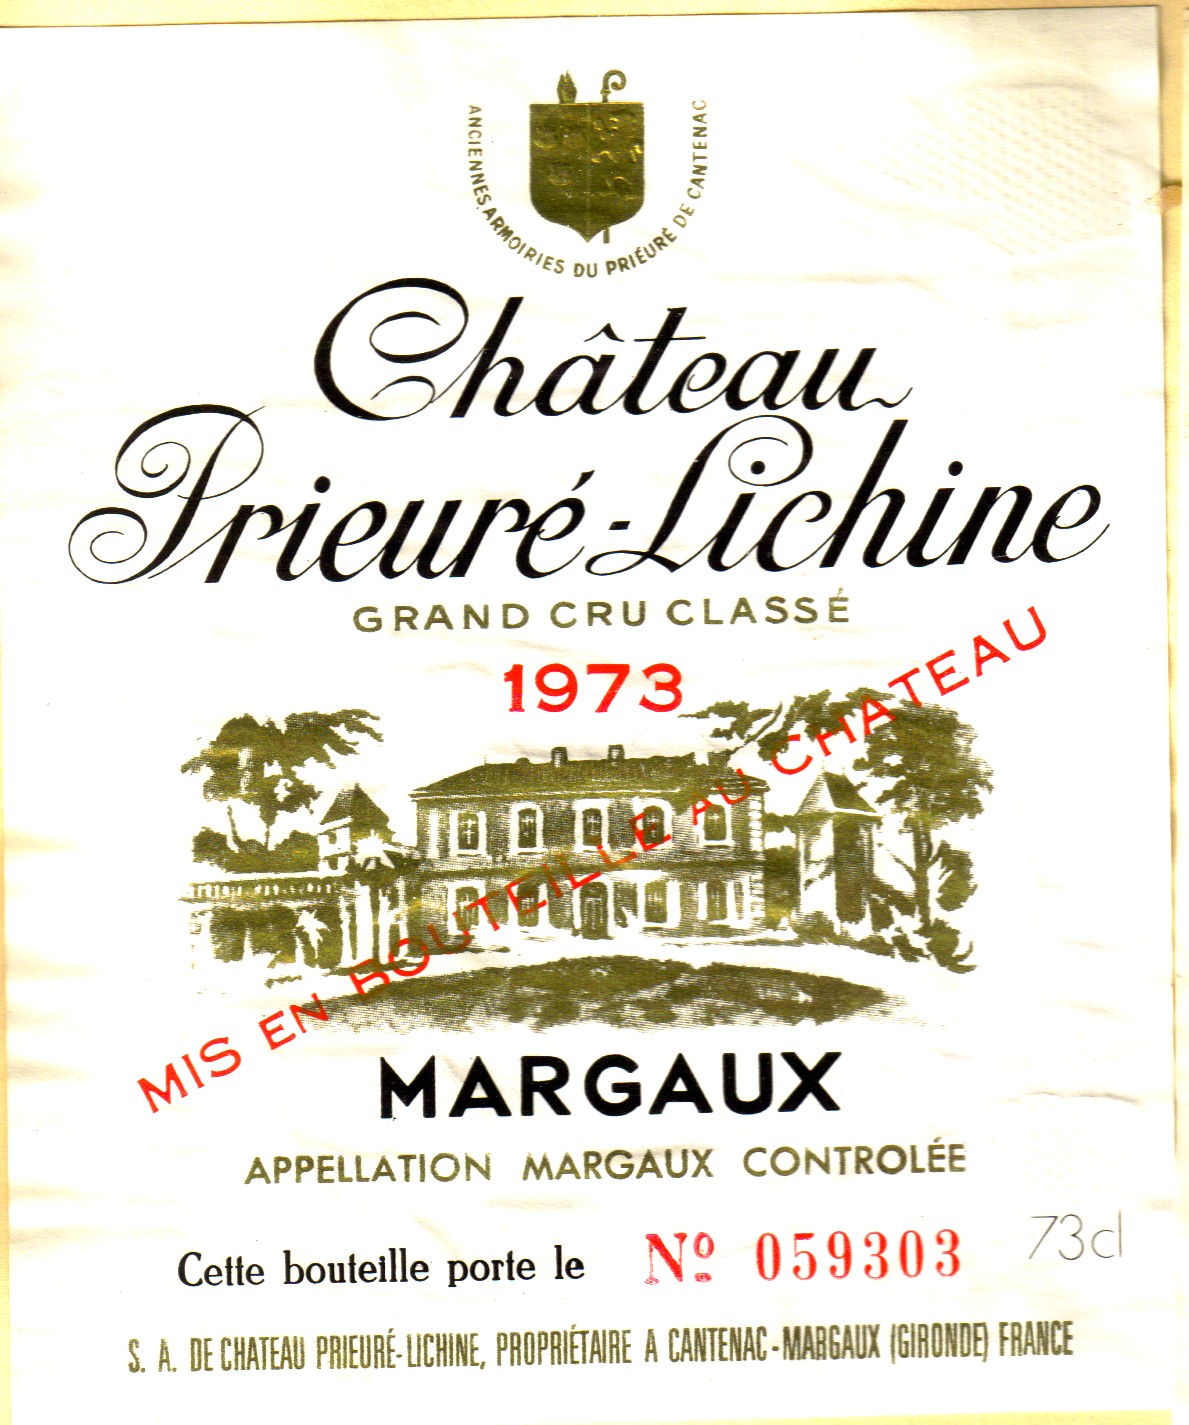 ANCIENNES ARMOIRIES DU PRIÉURÉ DE CANTENAC
Château
Prieuré-Lichine
GRAND CRU CLASSÉ
1973
MIS EN BOUTEILLE AU CHATEAU
MARGAUX
APPELLATION MARGAUX CONTROLÉE
Cette bouteille porte le Nº 059303 73cl
S. A. DE CHATEAU PRIEURÉ-LICHINE, PROPRIÉTAIRE A CANTENAC-MARGAUX (GIRONDE) FRANCE